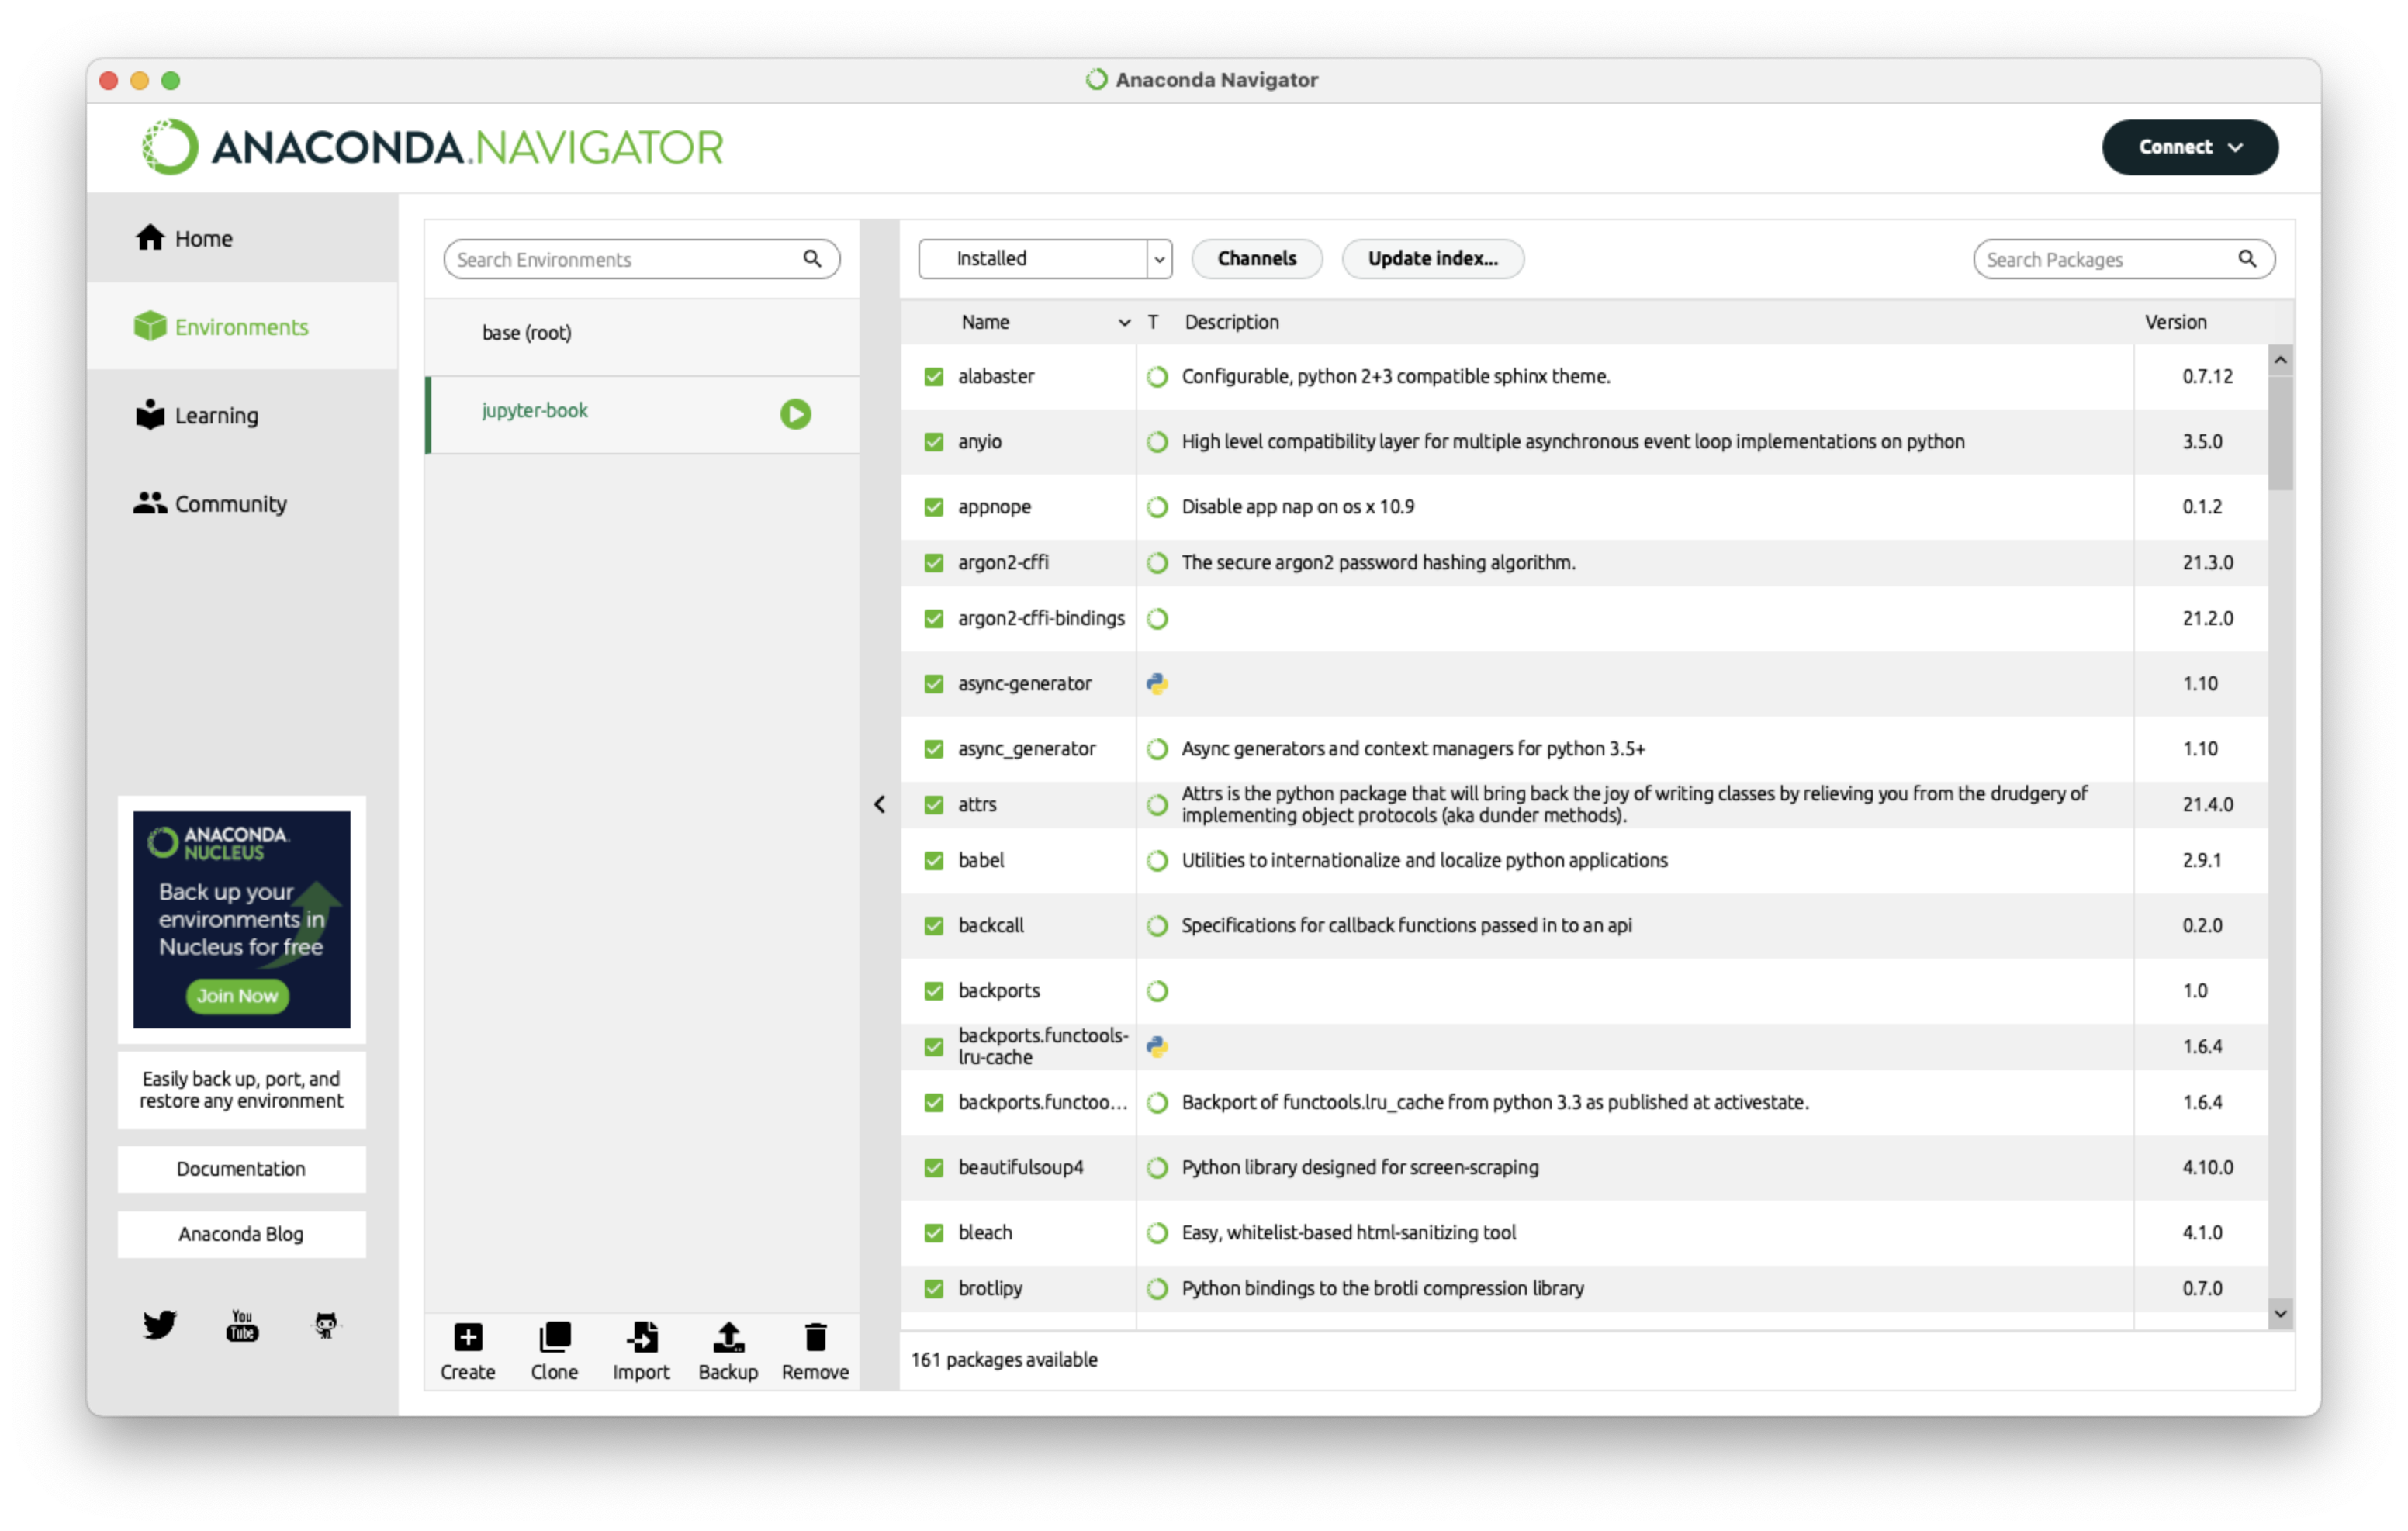 Anaconda Navigator
ANACONDA.NAVIGATOR
Connect
Home
Environments
Learning
Community
ANACONDA.
NUCLEUS
Back up your
environments in
Nucleus for free
Join Now
Easily back up, port, and
restore any environment
Documentation
Anaconda Blog
You
Tube
Search Environments
base (root)
jupyter-book
Create
Clone
Import
Backup
Remove
Installed
Channels
Update index...
Search Packages
Name T Description Version
alabaster Configurable, python 2+3 compatible sphinx theme. 0.7.12
anyio High level compatibility layer for multiple asynchronous event loop implementations on python 3.5.0
appnope Disable app nap on os x 10.9 0.1.2
argon2-cffi The secure argon2 password hashing algorithm. 21.3.0
argon2-cffi-bindings 21.2.0
async-generator 1.10
async_generator Async generators and context managers for python 3.5+ 1.10
attrs Attrs is the python package that will bring back the joy of writing classes by relieving you from the drudgery of
implementing object protocols (aka dunder methods). 21.4.0
babel Utilities to internationalize and localize python applications 2.9.1
backcall Specifications for callback functions passed in to an api 0.2.0
backports 1.0
backports.functools-
lru-cache 1.6.4
backports.functoo... Backport of functools.lru_cache from python 3.3 as published at activestate. 1.6.4
beautifulsoup4 Python library designed for screen-scraping 4.10.0
bleach Easy, whitelist-based html-sanitizing tool 4.1.0
brotlipy Python bindings to the brotli compression library 0.7.0
161 packages available